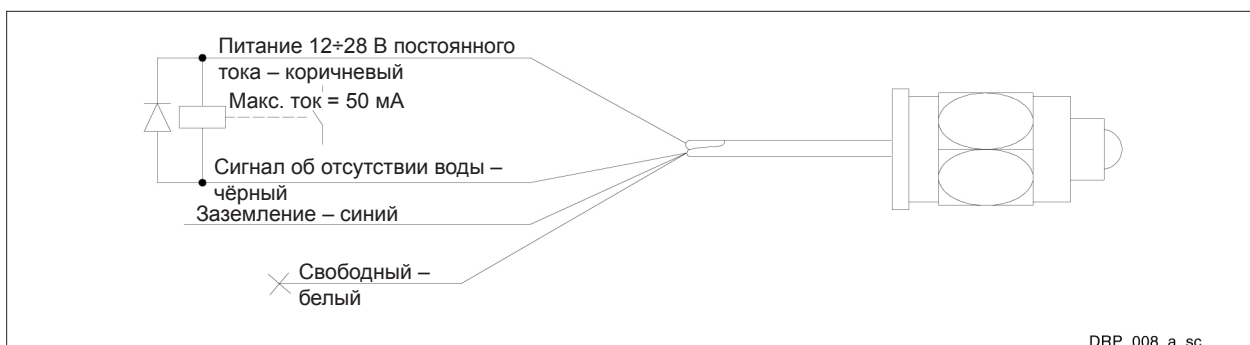 Питание 12÷28 В постоянного
тока – коричневый
Макс. ток = 50 мА
Сигнал об отсутствии воды –
чёрный
Заземление – синий
Свободный –
белый
DRP_008_a_sc